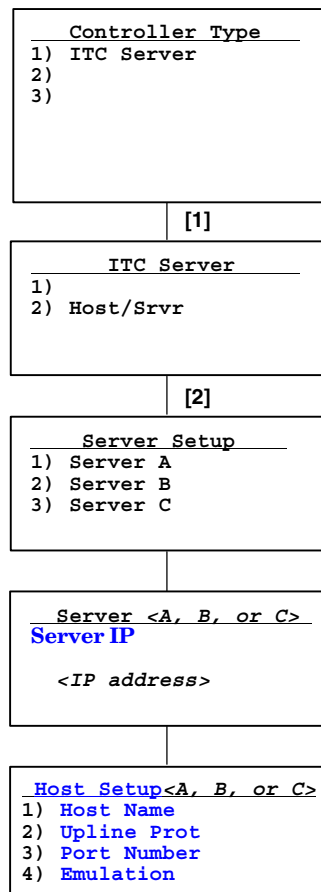 Controller Type
1) ITC Server
2)
3)
[1]
ITC Server
1)
2) Host/Srvr
[2]
Server Setup
1) Server A
2) Server B
3) Server C
Server <A, B, or C>
Server IP
<IP address>
Host Setup<A, B, or C>
1) Host Name
2) Upline Prot
3) Port Number
4) Emulation